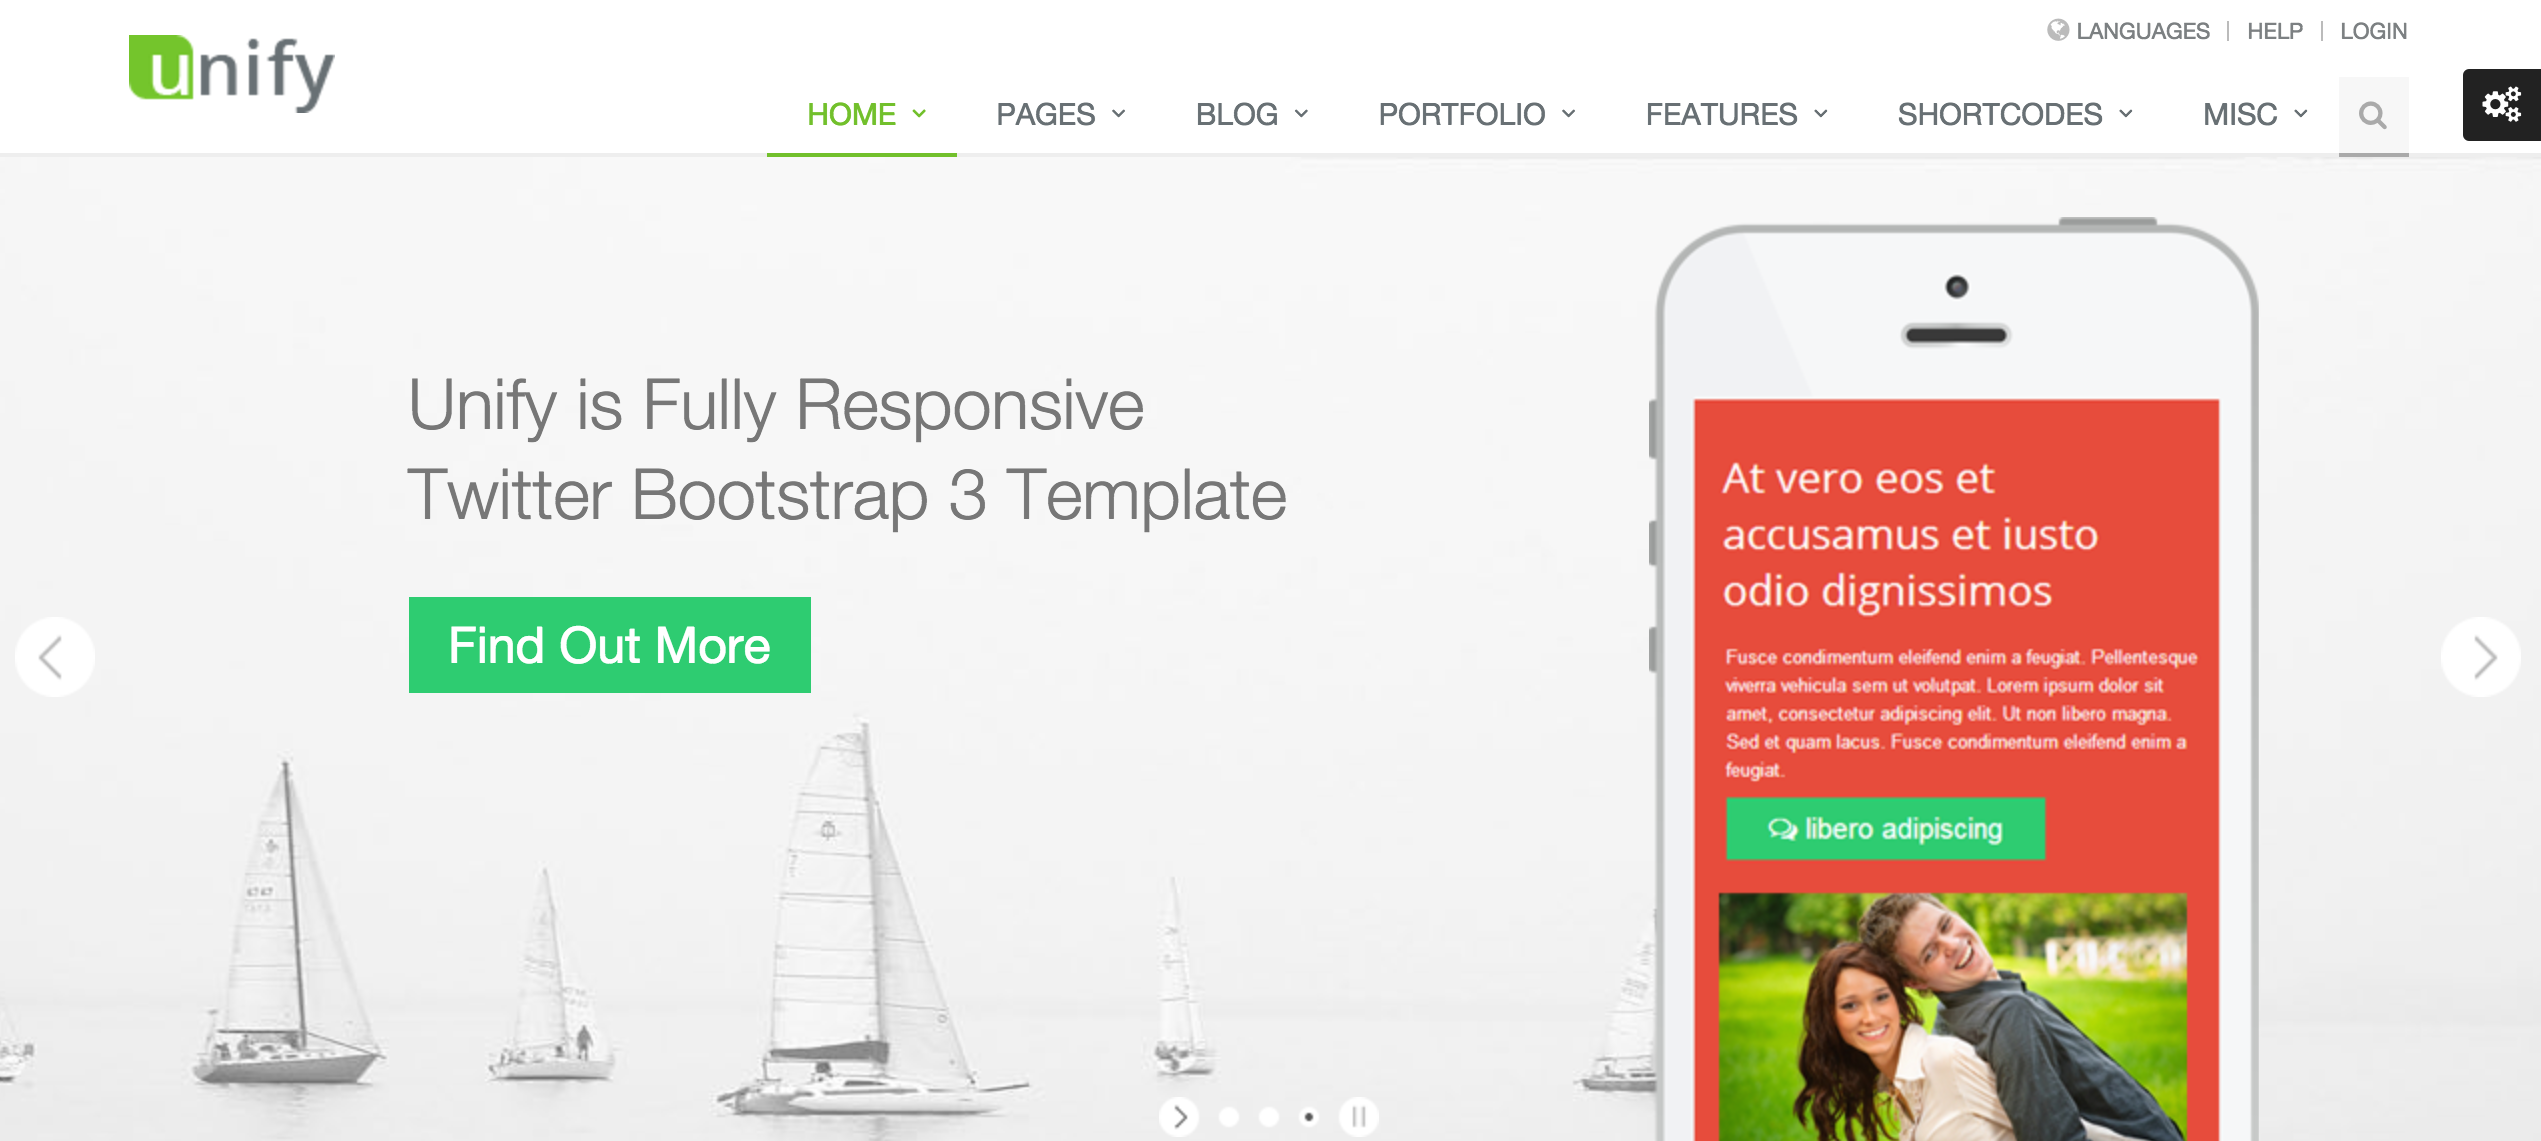 unify
LANGUAGES | HELP | LOGIN
HOME PAGES BLOG PORTFOLIO FEATURES SHORTCODES MISC
Unify is Fully Responsive
Twitter Bootstrap 3 Template
Find Out More
At vero eos et
accusamus et iusto
odio dignissimos
Fusce condimentum eleifend enim a feugiat. Pellentesque
viverra vehicula sem ut volutpat. Lorem ipsum dolor sit
amet, consectetur adipiscing elit. Ut non libero magna.
Sed et quam lacus. Fusce condimentum eleifend enim a
feugiat.
libero adipiscing